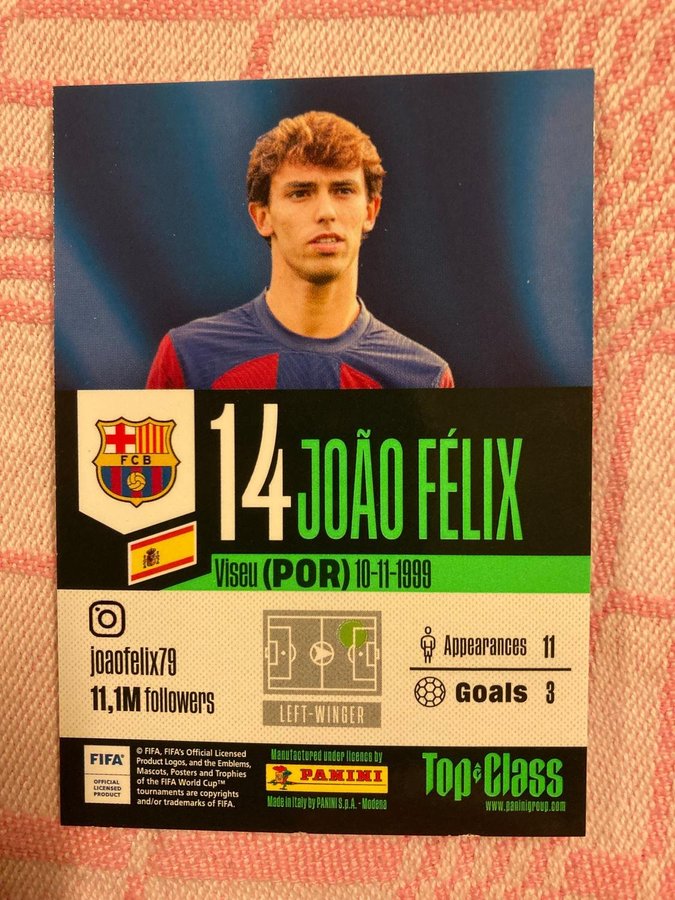 FCB
14 JOÃO FÉLIX
Viseu (POR) 10-11-1999
joaofelix79
11,1M followers
LEFT-WINGER
Appearances 11
Goals 3
FIFA®
OFFICIAL
LICENSED
PRODUCT
© FIFA, FIFA's Official Licensed
Product Logos, and the Emblems,
Mascots, Posters and Trophies
of the FIFA World Cup™
tournaments are copyrights
and/or trademarks of FIFA.
Manufactured under licence by
PANINI
Made in Italy by PANINI S.p.A. - Modena
Top Class
www.paninigroup.com